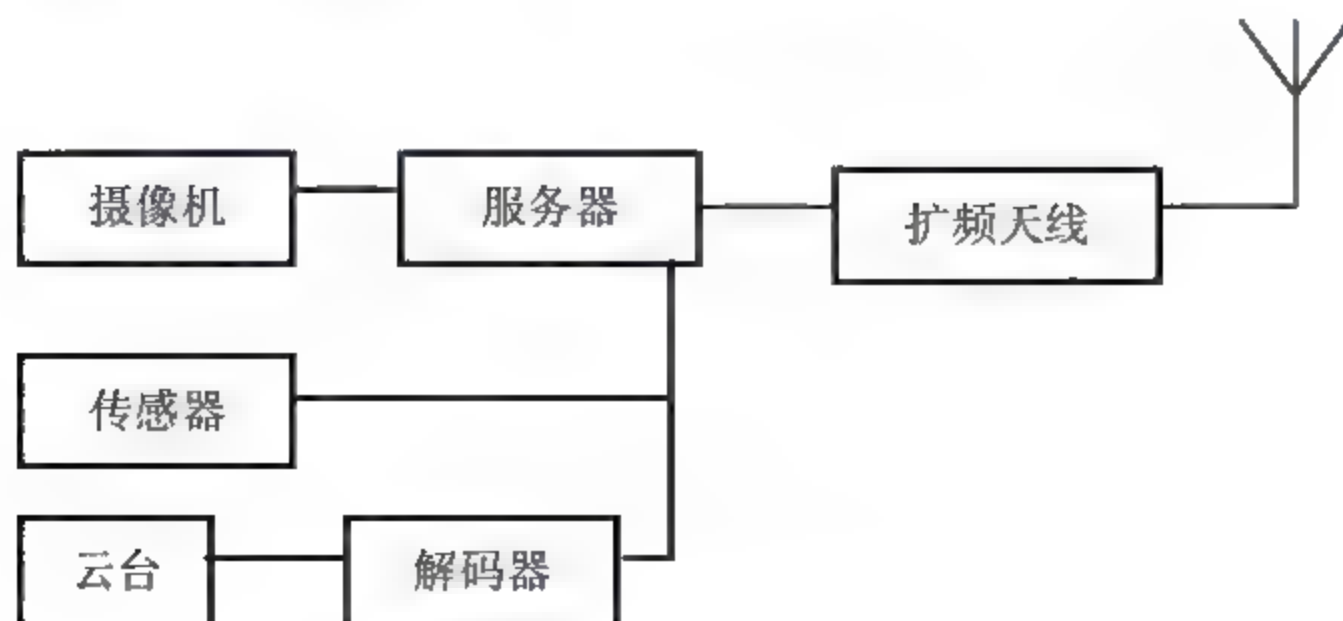 摄像机
服务器
扩频天线
传感器
云台
解码器